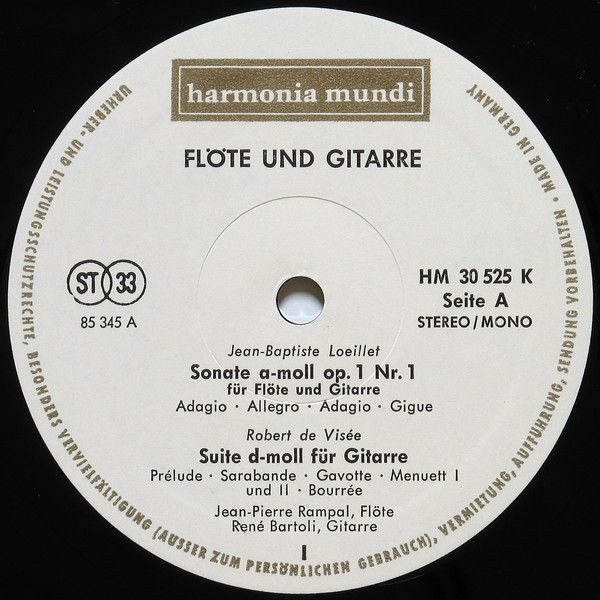 harmonia mundi
FLÖTE UND GITARRE
ST 33
85 345 A
HM 30 525 K
Seite A
STEREO/MONO
Jean-Baptiste Loeillet
Sonate a-moll op. 1 Nr. 1
für Flöte und Gitarre
Adagio · Allegro · Adagio · Gigue
Robert de Visée
Suite d-moll für Gitarre
Prélude · Sarabande · Gavotte · Menuett I
und II · Bourrée
Jean-Pierre Rampal, Flöte
René Bartoli, Gitarre
I
URHEBER- UND LEISTUNGSSCHUTZRECHTE, BESONDERS VERVIELFÄLTIGUNG (AUSSER ZUM PERSÖNLICHEN GEBRAUCH), VERMIETUNG, AUFFÜHRUNG, SENDUNG VORBEHALTEN · MADE IN GERMANY